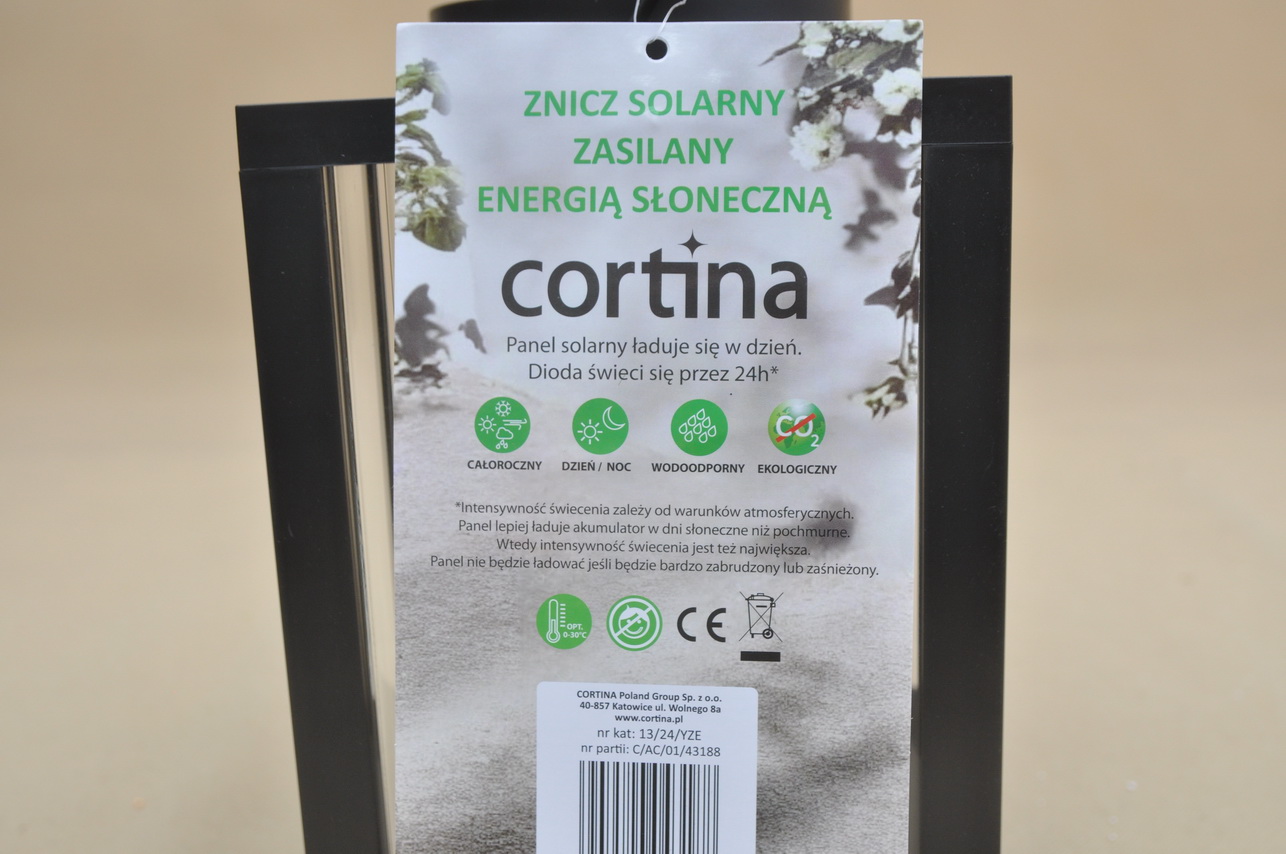 ZNICZ SOLARNY
ZASILANY
ENERGIĄ SŁONECZNĄ
cortina
Panel solarny ładuje się w dzień.
Dioda świeci się przez 24h*
CAŁOROCZNY DZIEŃ / NOC WODOODPORNY EKOLOGICZNY
CO2
*Intensywność świecenia zależy od warunków atmosferycznych.
Panel lepiej ładuje akumulator w dni słoneczne niż pochmurne.
Wtedy intensywność świecenia jest też największa.
Panel nie będzie ładować jeśli będzie bardzo zabrudzony lub zaśnieżony.
OPT.
0-30°C
CE
CORTINA Poland Group Sp. z o.o.
40-857 Katowice ul. Wolnego 8a
www.cortina.pl
nr kat: 13/24/YZE
nr partii: C/AC/01/43188